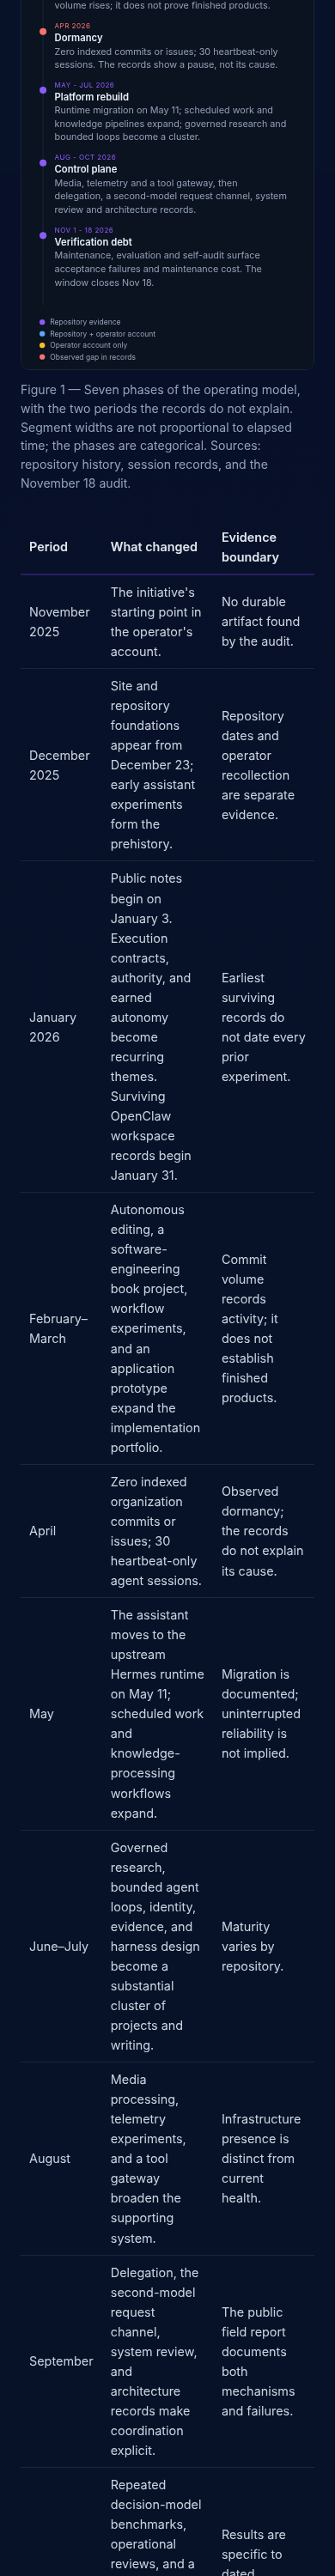 volume rises; it does not prove finished products.
APR 2026
Dormancy
Zero indexed commits or issues; 30 heartbeat-only
sessions. The records show a pause, not its cause.
MAY - JUL 2026
Platform rebuild
Runtime migration on May 11; scheduled work and
knowledge pipelines expand; governed research and
bounded loops become a cluster.
AUG - OCT 2026
Control plane
Media, telemetry and a tool gateway, then
delegation, a second-model request channel, system
review and architecture records.
NOV 1 - 18 2026
Verification debt
Maintenance, evaluation and self-audit surface
acceptance failures and maintenance cost. The
window closes Nov 18.
Repository evidence
Repository + operator account
Operator account only
Observed gap in records
Figure 1 — Seven phases of the operating model,
with the two periods the records do not explain.
Segment widths are not proportional to elapsed
time; the phases are categorical. Sources:
repository history, session records, and the
November 18 audit.
Period
What changed
Evidence
boundary
November
2025
The initiative's
starting point in
the operator's
account.
No durable
artifact found
by the audit.
December
2025
Site and
repository
foundations
appear from
December 23;
early assistant
experiments
form the
prehistory.
Repository
dates and
operator
recollection
are separate
evidence.
January
2026
Public notes
begin on
January 3.
Execution
contracts,
authority, and
earned
autonomy
become
recurring
themes.
Surviving
OpenClaw
workspace
records begin
January 31.
Earliest
surviving
records do
not date every
prior
experiment.
February–
March
Autonomous
editing, a
software-
engineering
book project,
workflow
experiments,
and an
application
prototype
expand the
implementation
portfolio.
Commit
volume
records
activity; it
does not
establish
finished
products.
April
Zero indexed
organization
commits or
issues; 30
heartbeat-only
agent sessions.
Observed
dormancy;
the records
do not explain
its cause.
May
The assistant
moves to the
upstream
Hermes runtime
on May 11;
scheduled work
and
knowledge-
processing
workflows
expand.
Migration is
documented;
uninterrupted
reliability is
not implied.
June–July
Governed
research,
bounded agent
loops, identity,
evidence, and
harness design
become a
substantial
cluster of
projects and
writing.
Maturity
varies by
repository.
August
Media
processing,
telemetry
experiments,
and a tool
gateway
broaden the
supporting
system.
Infrastructure
presence is
distinct from
current
health.
September
Delegation, the
second-model
request
channel,
system review,
and
architecture
records make
coordination
explicit.
The public
field report
documents
both
mechanisms
and failures.
Repeated
decision-model
benchmarks,
operational
reviews, and a
Results are
specific to
dated